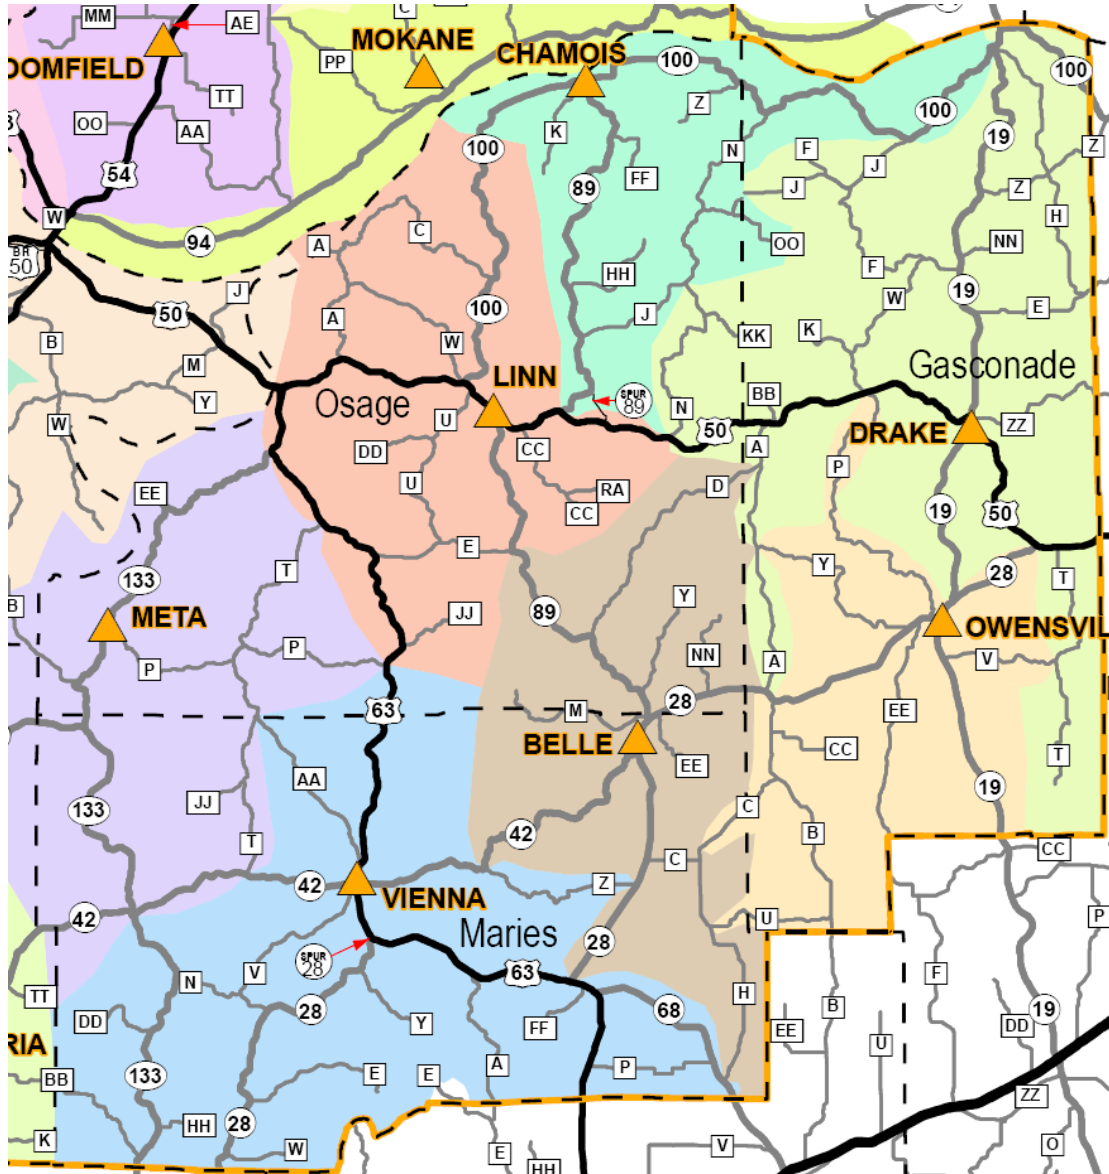 MM
AE
C
MOKANE
CHAMOIS
100
19
100
OOMFIELD
PP
TT
Z
OO
AA
K
100
N
F
J
Z
54
100
89
FF
J
Z
W
94
A
C
OO
H
NN
BR
50
J
HH
F
W
19
E
50
A
100
J
KK
K
B
M
W
LINN
SPUR
89
Gasconade
Y
Osage
U
N
BB
W
DD
CC
50
A
DRAKE
ZZ
EE
U
RA
D
P
CC
19
50
133
T
E
Y
28
T
B
META
JJ
89
Y
OWENSVIL
P
P
NN
A
V
63
M
28
EE
BELLE
CC
T
AA
EE
JJ
133
T
42
C
B
19
42
VIENNA
Z
C
CC
42
U
P
Maries
28
SPUR
28
N
V
63
F
TT
28
68
H
B
19
DD
Y
FF
EE
DD
U
RIA
BB
133
E
E
A
P
ZZ
K
HH
28
W
E
HH
V
O